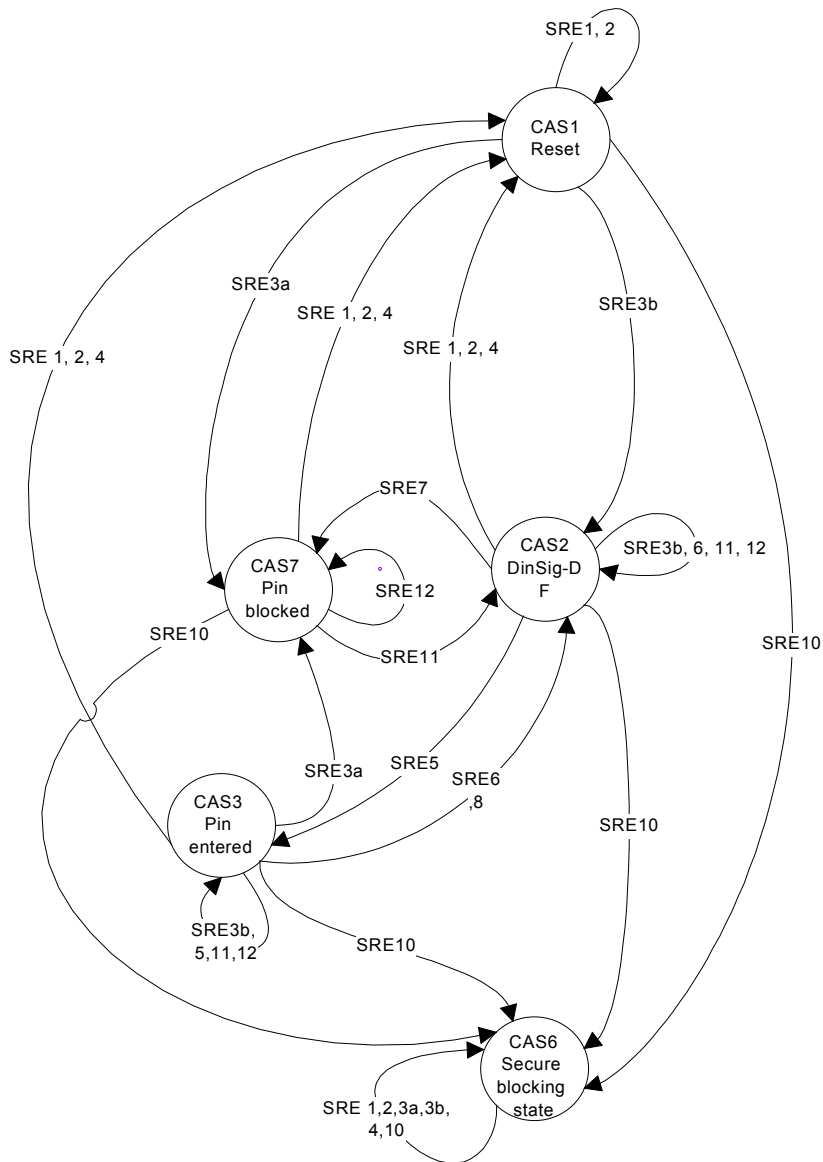 SRE1, 2
CAS1
Reset
SRE3a
SRE3b
SRE 1, 2, 4
SRE 1, 2, 4
SRE 1, 2, 4
SRE7
CAS2
DinSig-D
F
SRE3b, 6, 11, 12
CAS7
Pin
blocked
SRE12
SRE10
SRE11
SRE10
SRE3a
SRE5
SRE6
,8
CAS3
Pin
entered
SRE10
SRE3b,
5,11,12
SRE10
CAS6
Secure
blocking
state
SRE 1,2,3a,3b,
4,10